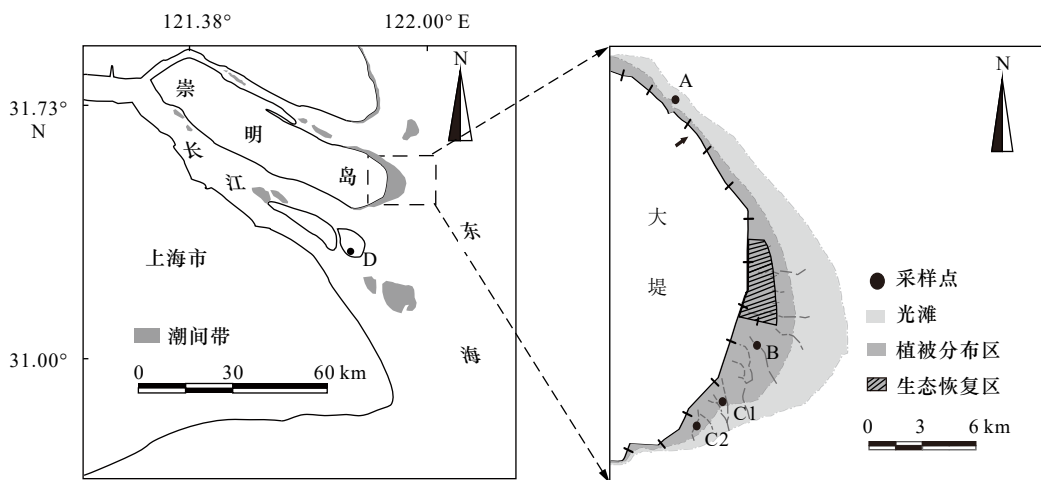 121.38°
122.00° E
31.73°
N
31.00°
N
崇
明
岛
长
江
东
海
D
上海市
潮间带
0 30 60 km
N
A
大
堤
B
C1
C2
采样点
光滩
植被分布区
生态恢复区
0 3 6 km